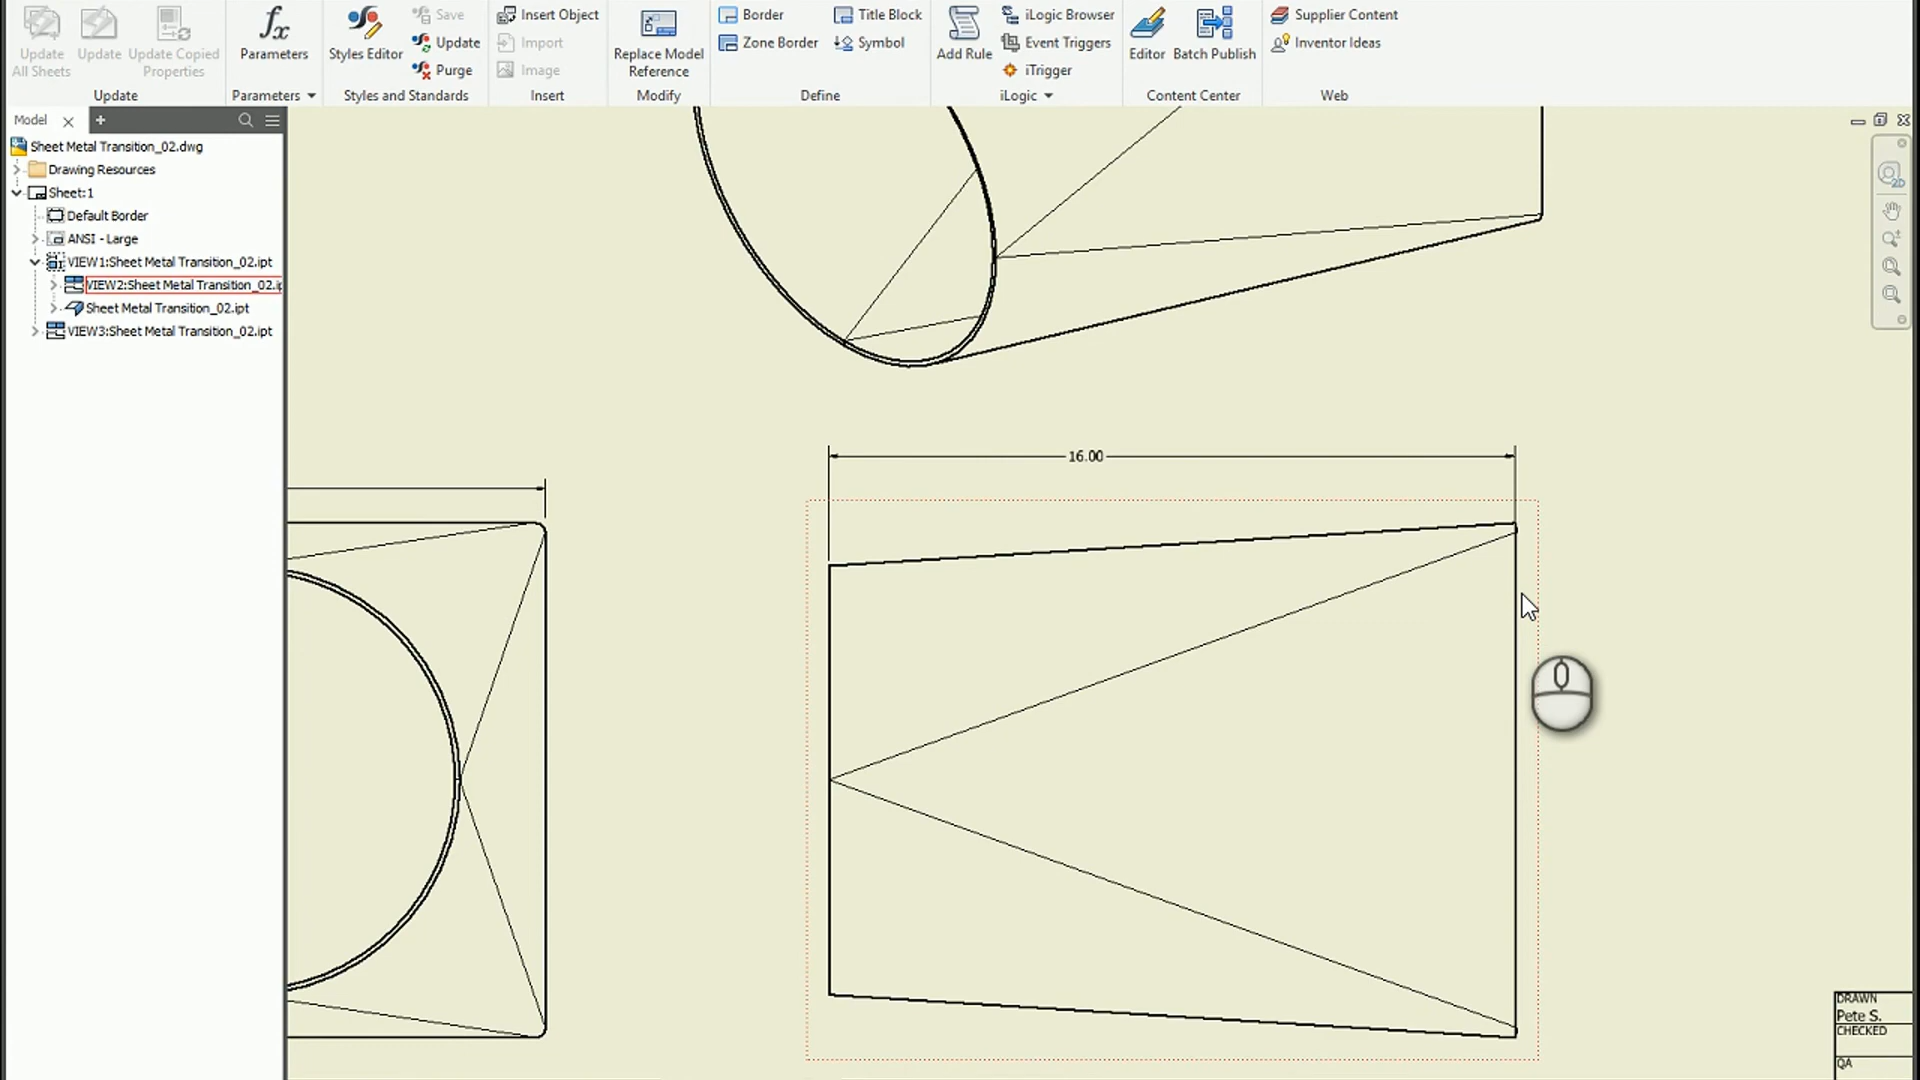 Update All Sheets
Update
Update Copied Properties
Update
Parameters
Parameters
Styles Editor
Save
Update
Purge
Styles and Standards
Insert Object
Import
Image
Insert
Replace Model Reference
Modify
Border
Zone Border
Title Block
Symbol
Define
Add Rule
iLogic Browser
Event Triggers
iTrigger
iLogic
Editor
Batch Publish
Content Center
Supplier Content
Inventor Ideas
Web
Model
Sheet Metal Transition_02.dwg
Drawing Resources
Sheet:1
Default Border
ANSI - Large
VIEW1:Sheet Metal Transition_02.ipt
VIEW2:Sheet Metal Transition_02.ip
Sheet Metal Transition_02.ipt
VIEW3:Sheet Metal Transition_02.ipt
2D
16.00
DRAWN
Pete S.
CHECKED
QA